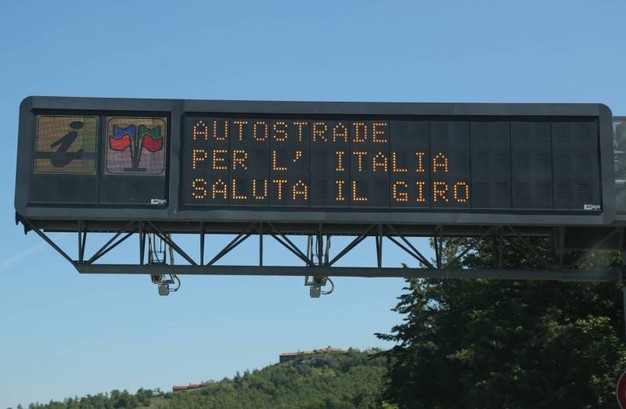 AUTOSTRADE
PER L' ITALIA
SALUTA IL GIRO